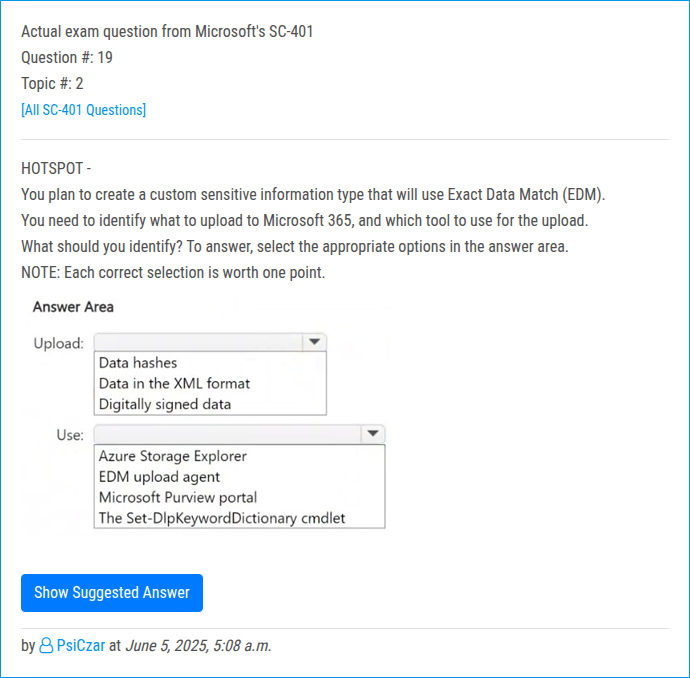 Actual exam question from Microsoft's SC-401
Question #: 19
Topic #: 2
[All SC-401 Questions]
HOTSPOT -
You plan to create a custom sensitive information type that will use Exact Data Match (EDM).
You need to identify what to upload to Microsoft 365, and which tool to use for the upload.
What should you identify? To answer, select the appropriate options in the answer area.
NOTE: Each correct selection is worth one point.
Answer Area
Upload:
Data hashes
Data in the XML format
Digitally signed data
Use:
Azure Storage Explorer
EDM upload agent
Microsoft Purview portal
The Set-DlpKeywordDictionary cmdlet
Show Suggested Answer
by PsiCzar at June 5, 2025, 5:08 a.m.